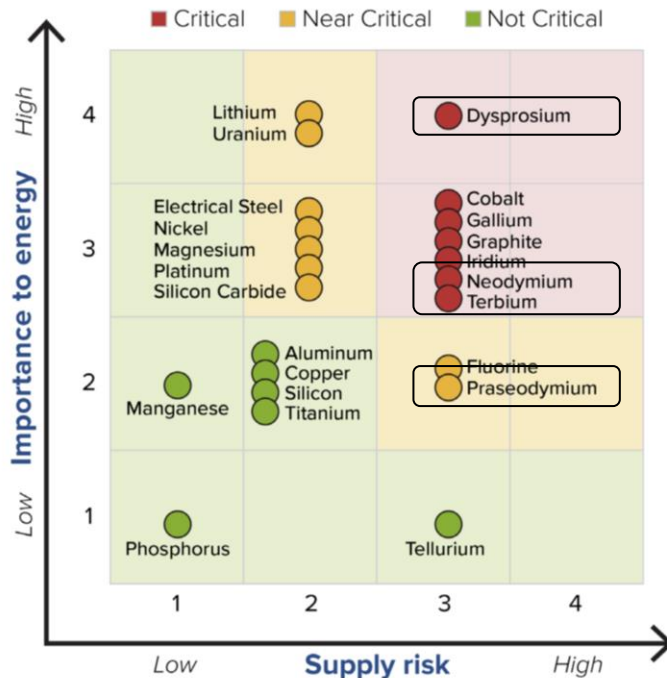 Critical Near Critical Not Critical
High
Importance to energy
Low
4
Lithium
Uranium
Dysprosium
3
Electrical Steel
Nickel
Magnesium
Platinum
Silicon Carbide
Cobalt
Gallium
Graphite
Iridium
Neodymium
Terbium
2
Manganese
Aluminum
Copper
Silicon
Titanium
Fluorine
Praseodymium
1
Phosphorus
Tellurium
1 2 3 4
Low Supply risk High